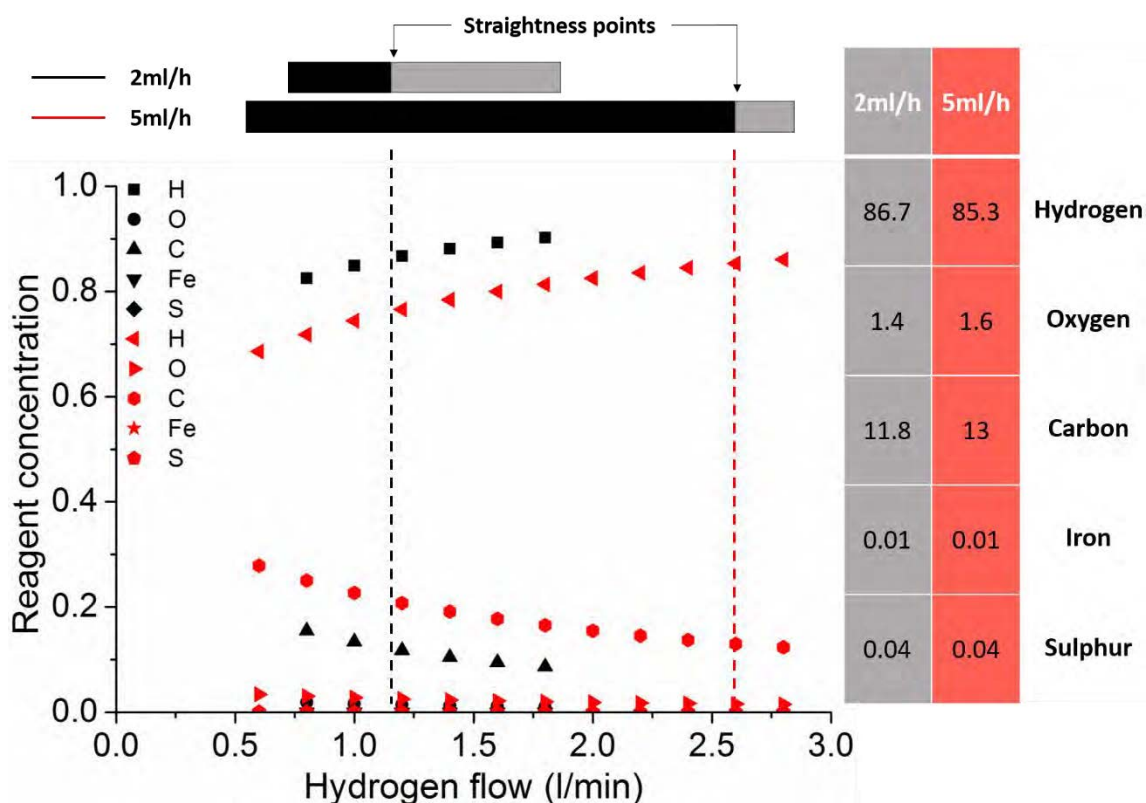 Straightness points
2ml/h
5ml/h
2ml/h 5ml/h
86.7 85.3 Hydrogen
1.4 1.6 Oxygen
11.8 13 Carbon
0.01 0.01 Iron
0.04 0.04 Sulphur
Reagent concentration
1.0
0.8
0.6
0.4
0.2
0.0
H
O
C
Fe
S
H
O
C
Fe
S
0.0 0.5 1.0 1.5 2.0 2.5 3.0
Hydrogen flow (l/min)